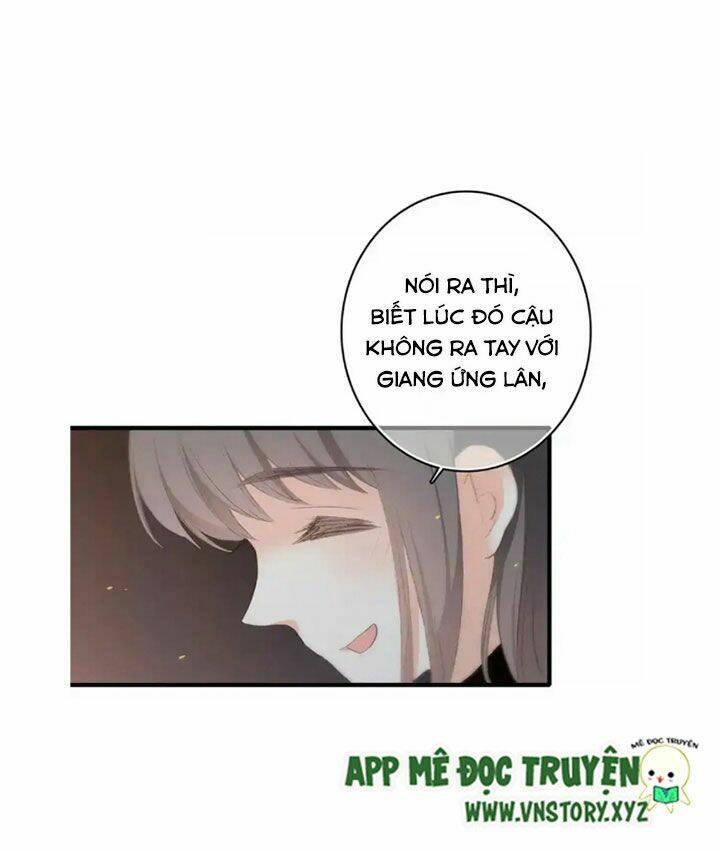 NÓI RA THÌ,
BIẾT LÚC ĐÓ CẬU
KHÔNG RA TAY VỚI
GIANG ỨNG LÂN,
MÊ ĐỌC TRUYỆN
APP MÊ ĐỌC TRUYỆN
WWW.VNSTORY.XYZ